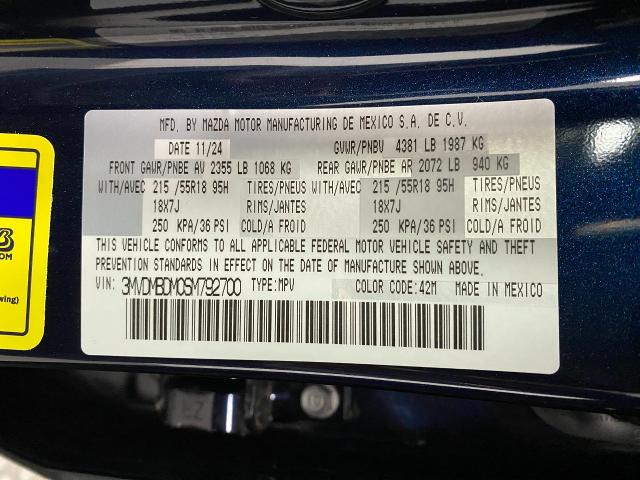 MFD. BY MAZDA MOTOR MANUFACTURING DE MEXICO S.A. DE C.V.
DATE 11/24 GVWR/PNBV 4381 LB 1987 KG
FRONT GAWR/PNBE AV 2355 LB 1068 KG REAR GAWR/PNBE AR 2072 LB 940 KG
WITH/AVEC 215 /55R18 95H TIRES/PNEUS WITH/AVEC 215 /55R18 95H TIRES/PNEUS
18X7J RIMS/JANTES 18X7J RIMS/JANTES
250 KPA/36 PSI COLD/A FROID 250 KPA/36 PSI COLD/A FROID
THIS VEHICLE CONFORMS TO ALL APPLICABLE FEDERAL MOTOR VEHICLE SAFETY AND THEFT
PREVENTION STANDARDS IN EFFECT ON THE DATE OF MANUFACTURE SHOWN ABOVE.
VIN: 3MVDMBDM0SM792700 TYPE:MPV COLOR CODE:42M MADE IN MEXICO
B
OM
wing)